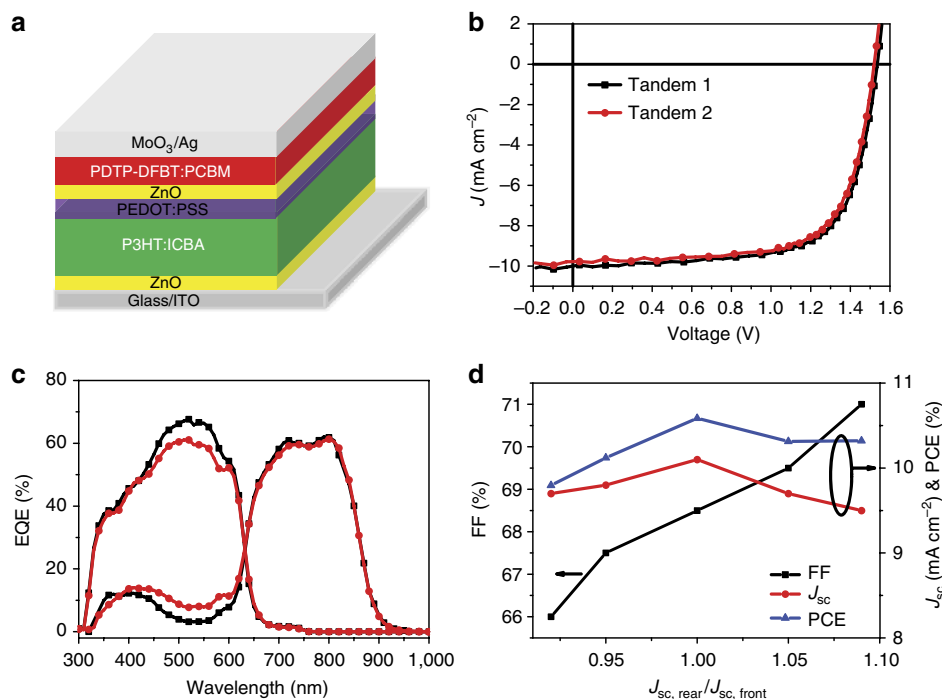 a
MoO₃/Ag
PDTP-DFBT:PCBM
ZnO
PEDOT:PSS
P3HT:ICBA
ZnO
Glass/ITO
b
2
0
–2
–4
–6
–8
–10
J (mA cm⁻²)
Tandem 1
Tandem 2
–0.2 0.0 0.2 0.4 0.6 0.8 1.0 1.2 1.4 1.6
Voltage (V)
c
80
60
40
20
0
EQE (%)
300 400 500 600 700 800 900 1,000
Wavelength (nm)
d
71
70
69
68
67
66
FF (%)
11
10
9
8
J_sc (mA cm⁻²) & PCE (%)
FF
J_sc
PCE
0.95 1.00 1.05 1.10
J_sc, rear/J_sc, front